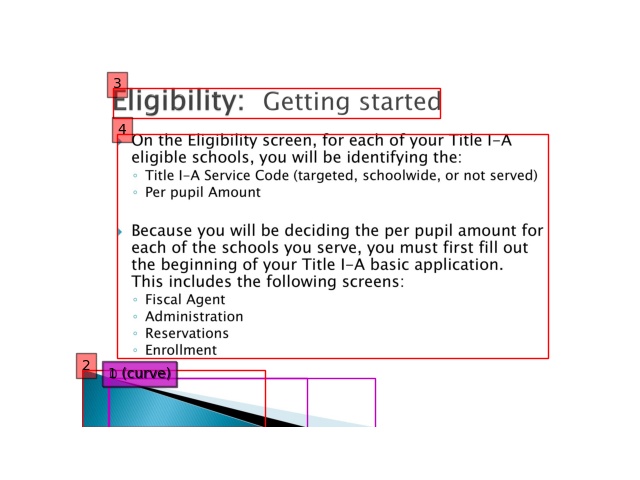 3
Eligibility: Getting started
4
On the Eligibility screen, for each of your Title I-A
eligible schools, you will be identifying the:
Title I-A Service Code (targeted, schoolwide, or not served)
Per pupil Amount
Because you will be deciding the per pupil amount for
each of the schools you serve, you must first fill out
the beginning of your Title I-A basic application.
This includes the following screens:
Fiscal Agent
Administration
Reservations
Enrollment
2
(curve)